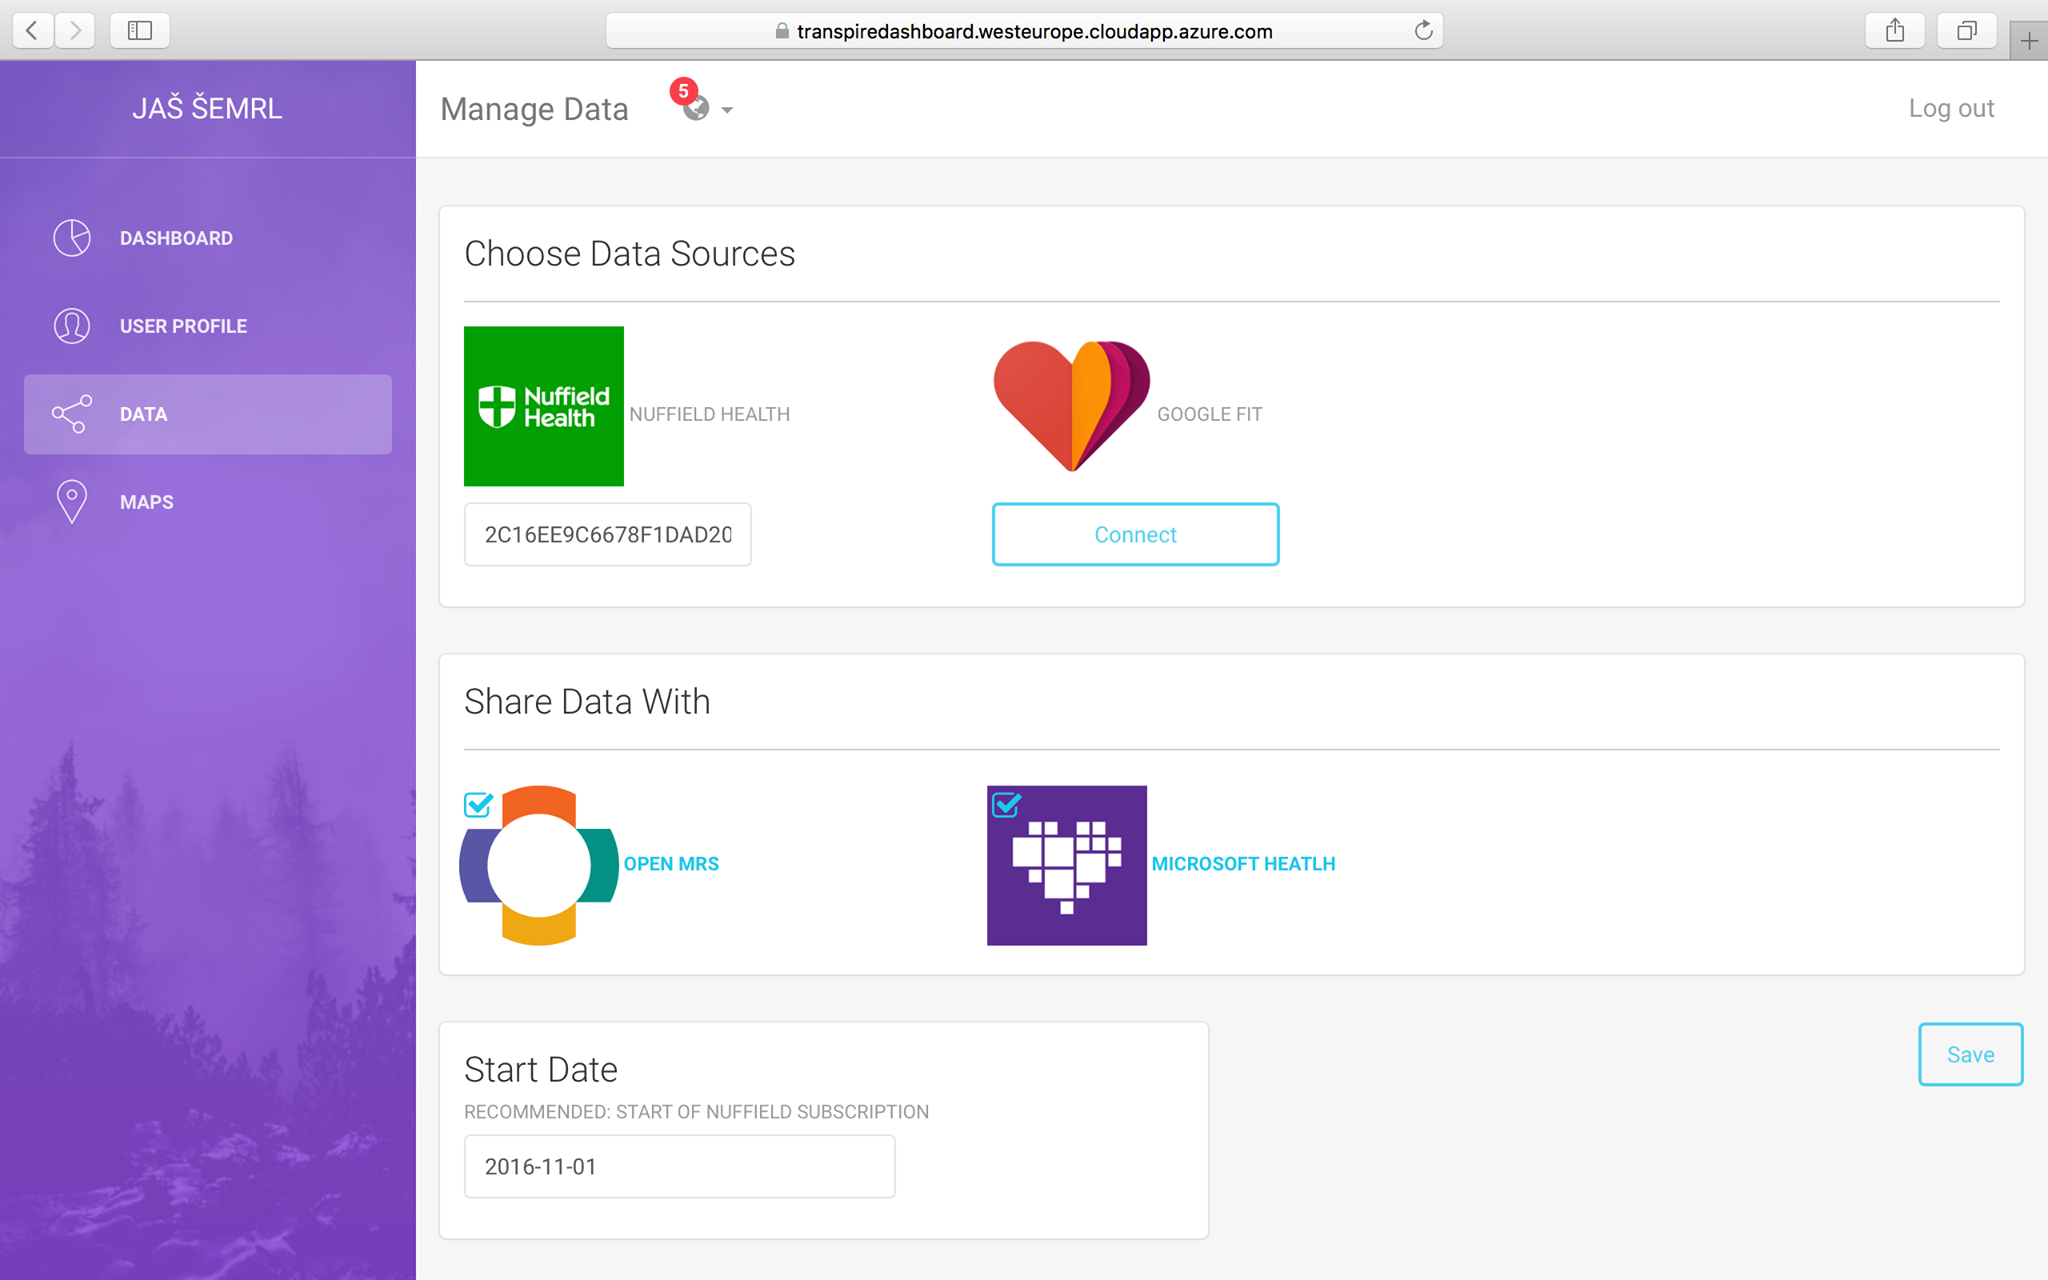 transpiredashboard.westeurope.cloudapp.azure.com
JAŠ ŠEMRL
Manage Data
5
Log out
DASHBOARD
USER PROFILE
DATA
MAPS
Choose Data Sources
Nuffield
Health
NUFFIELD HEALTH
GOOGLE FIT
2C16EE9C6678F1DAD20
Connect
Share Data With
OPEN MRS
MICROSOFT HEATLH
Start Date
RECOMMENDED: START OF NUFFIELD SUBSCRIPTION
2016-11-01
Save